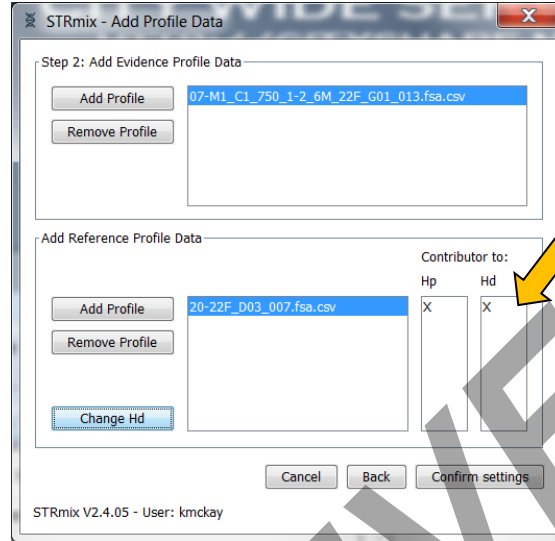 STRmix - Add Profile Data
X
Step 2: Add Evidence Profile Data
Add Profile
07-M1_C1_750_1-2_6M_22F_G01_013.fsa.csv
Remove Profile
Add Reference Profile Data
Contributor to:
Hp Hd
Add Profile
20-22F_D03_007.fsa.csv
X X
Remove Profile
Change Hd
Cancel Back Confirm settings
STRmix V2.4.05 - User: kmckay